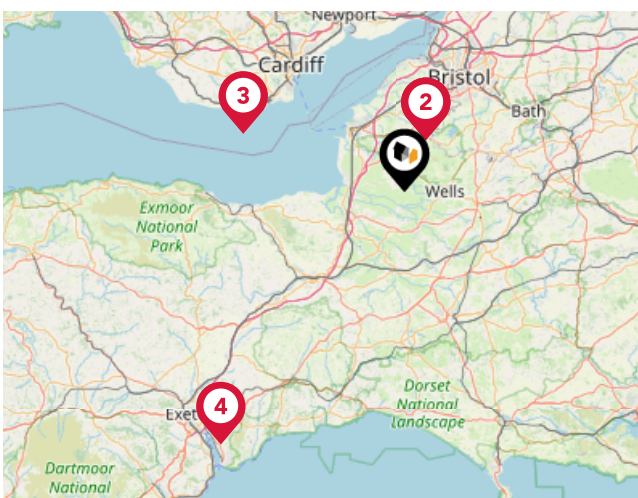 Newport
Cardiff
3
Bristol
2
Bath
Wells
Exmoor
National
Park
4
Exet
Dorset
National
Landscape
Dartmoor
National